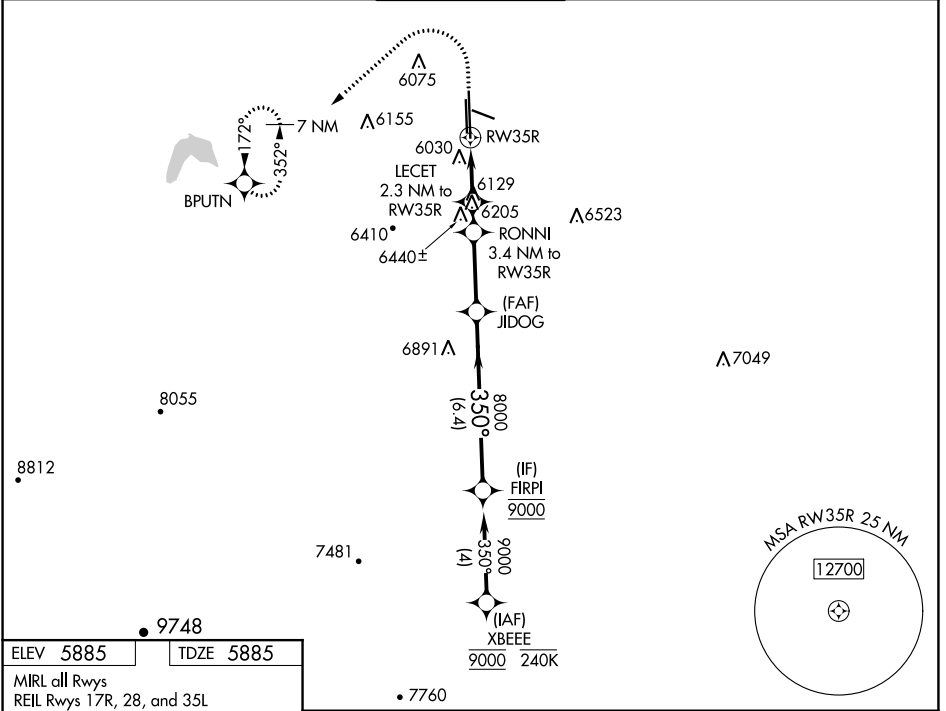 6075
7 NM
6155
172°
352°
RW35R
6030
LECET
2.3 NM to
RW35R
6129
6205
BPUTN
6523
6410
RONNI
3.4 NM to
RW35R
6440±
(FAF)
JIDOG
6891
7049
8000
350°
(6.4)
8055
8812
(IF)
FIRPI
9000
MSA RW35R 25 NM
12700
7481
9000
350°
(4)
9748
(IAF)
XBEEE
9000 240K
ELEV 5885
TDZE 5885
MIRL all Rwys
REIL Rwys 17R, 28, and 35L
7760